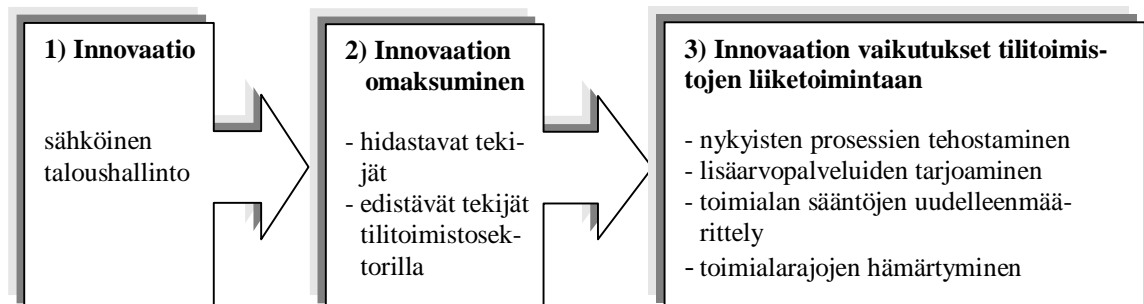 1) Innovaatio
sähköinen
taloushallinto
2) Innovaation
omaksuminen
- hidastavat teki-
jät
- edistävät tekijät
tilitoimistosek-
torilla
3) Innovaation vaikutukset tilitoimis-
tojen liiketoimintaan
- nykyisten prosessien tehostaminen
- lisäarvopalveluiden tarjoaminen
- toimialan sääntöjen uudelleenmää-
rittely
- toimialarajojen hämärtyminen